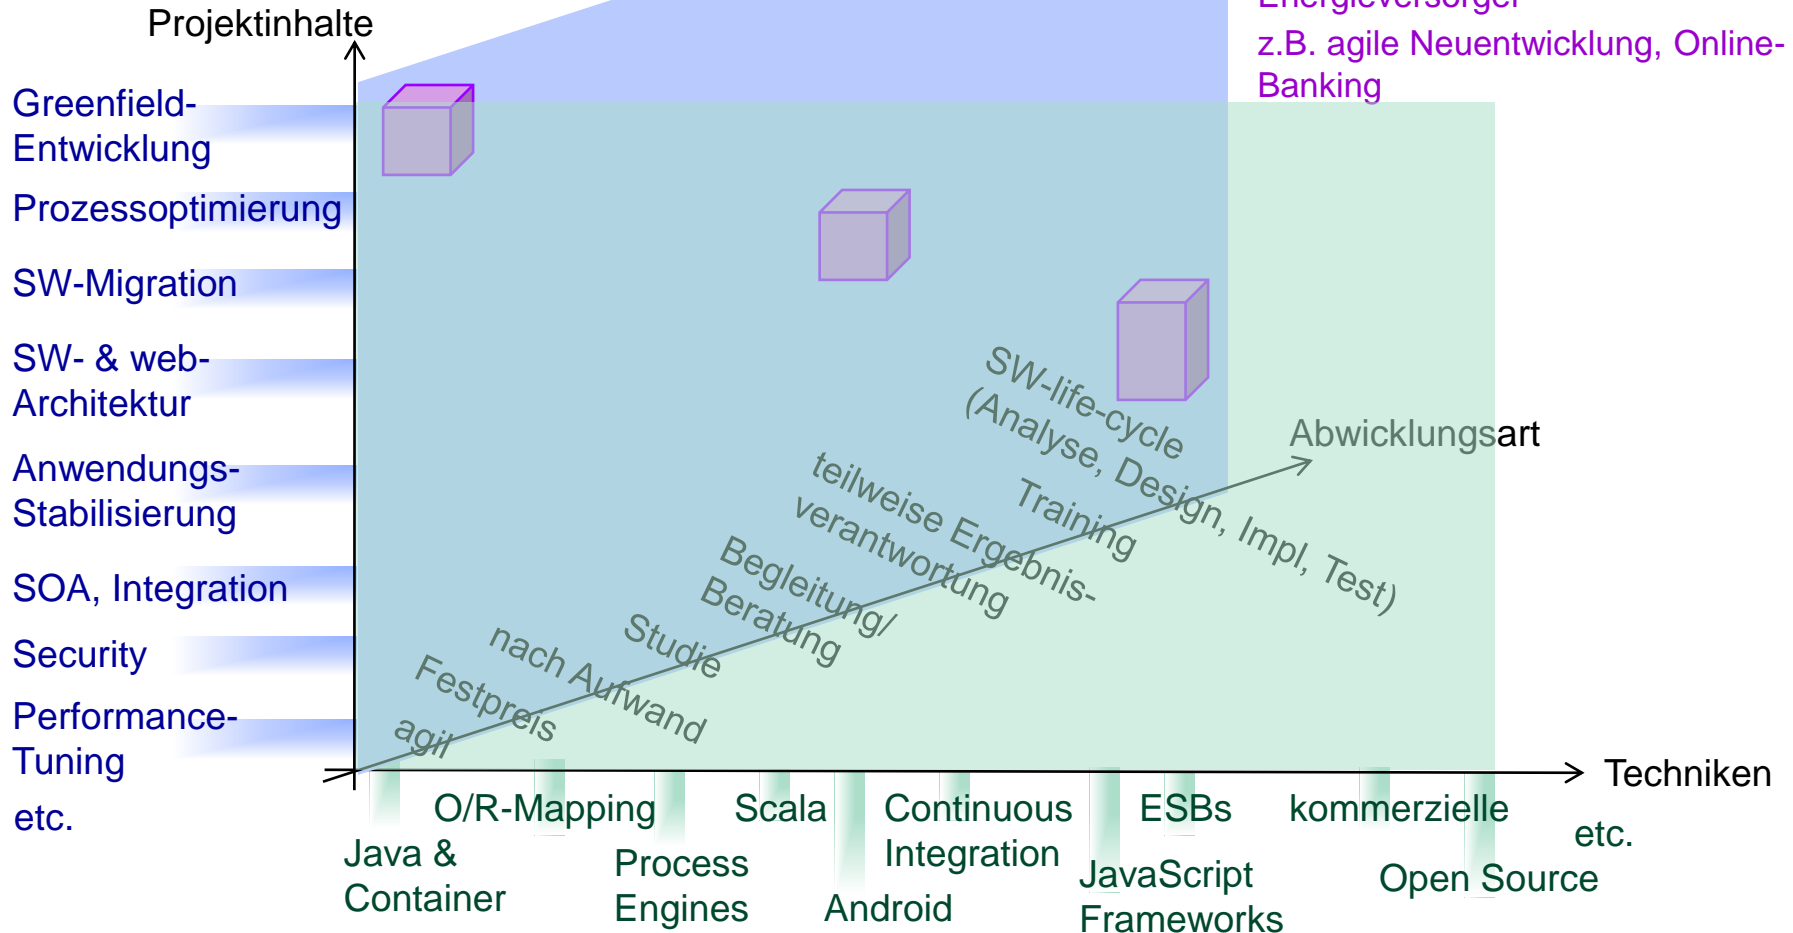 Energieversorger
z.B. agile Neuentwicklung, Online-
Banking
Projektinhalte
Greenfield-
Entwicklung
Prozessoptimierung
SW-Migration
SW- & web-
Architektur
Anwendungs-
Stabilisierung
SOA, Integration
Security
Performance-
Tuning
etc.
SW-life-cycle
(Analyse, Design, Impl, Test)
Training
teilweise Ergebnis-
verantwortung
Begleitung/
Beratung
Studie
nach Aufwand
Festpreis
agil
Abwicklungsart
Techniken
Java &
Container
O/R-Mapping
Process
Engines
Scala
Android
Continuous
Integration
JavaScript
Frameworks
ESBs
kommerzielle
Open Source
etc.